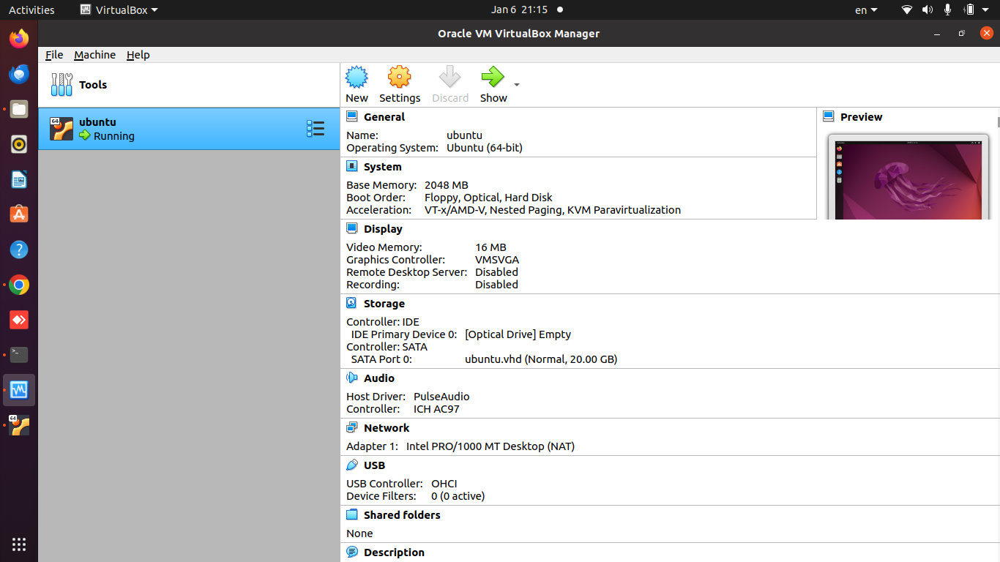 Activities VirtualBox Jan 6 21:15 en
Oracle VM VirtualBox Manager
File Machine Help
Tools
New Settings Discard Show
64 ubuntu
Running
General
Name: ubuntu
Operating System: Ubuntu (64-bit)
System
Base Memory: 2048 MB
Boot Order: Floppy, Optical, Hard Disk
Acceleration: VT-x/AMD-V, Nested Paging, KVM Paravirtualization
Preview
Display
Video Memory: 16 MB
Graphics Controller: VMSVGA
Remote Desktop Server: Disabled
Recording: Disabled
Storage
Controller: IDE
IDE Primary Device 0: [Optical Drive] Empty
Controller: SATA
SATA Port 0: ubuntu.vhd (Normal, 20.00 GB)
Audio
Host Driver: PulseAudio
Controller: ICH AC97
Network
Adapter 1: Intel PRO/1000 MT Desktop (NAT)
USB
USB Controller: OHCI
Device Filters: 0 (0 active)
Shared folders
None
Description
64